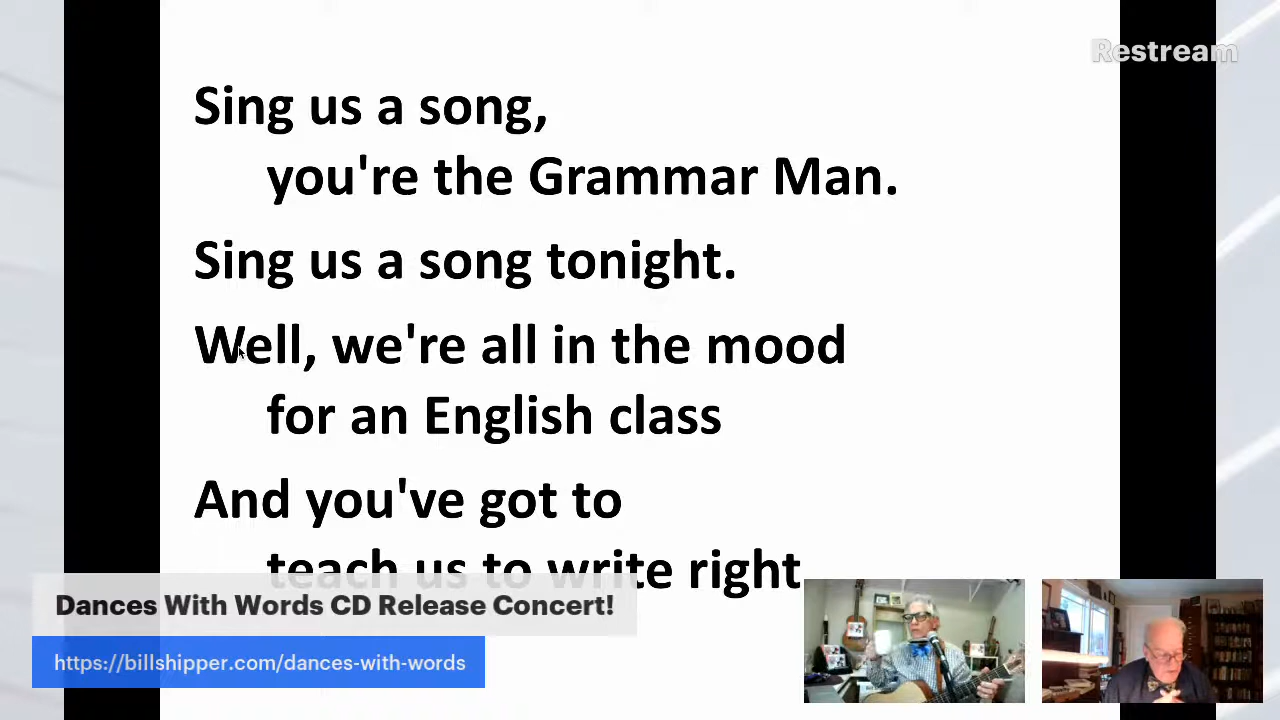 Restream
Sing us a song,
you're the Grammar Man.
Sing us a song tonight.
Well, we're all in the mood
for an English class
And you've got to
teach us to write right
Dances With Words CD Release Concert!
https://billshipper.com/dances-with-words